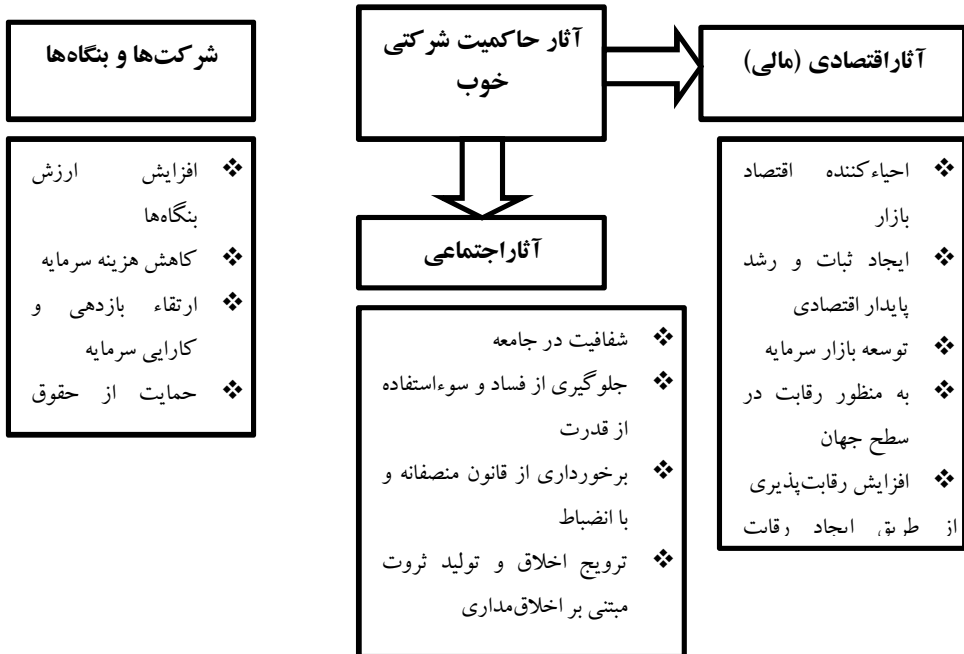 آثار حاکمیت شرکتی
خوب
آثاراقتصادی (مالی)
احیاءکننده اقتصاد
بازار
ایجاد ثبات و رشد
پایدار اقتصادی
توسعه بازار سرمایه
به منظور رقابت در
سطح جهان
افزایش رقابت‌پذیری
از طریق ایجاد رقابت
آثاراجتماعی
شفافیت در جامعه
جلوگیری از فساد و سوءاستفاده
از قدرت
برخورداری از قانون منصفانه و
با انضباط
ترویج اخلاق و تولید ثروت
مبتنی بر اخلاق‌مداری
شرکت‌ها و بنگاه‌ها
افزایش ارزش
بنگاه‌ها
کاهش هزینه سرمایه
ارتقاء بازدهی و
کارایی سرمایه
حمایت از حقوق